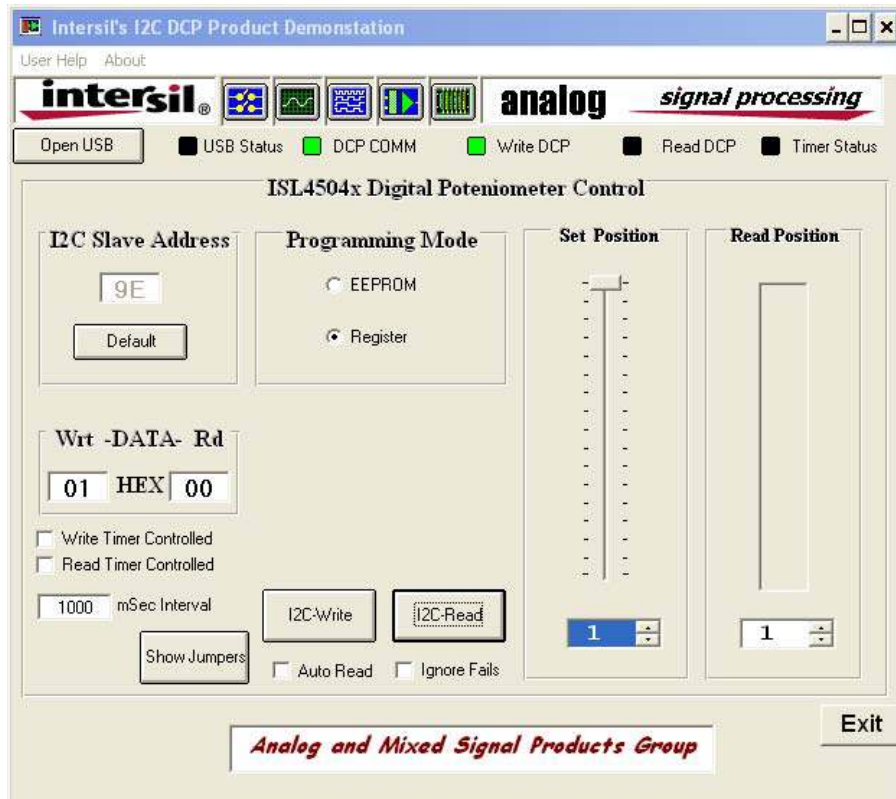 Intersil's I2C DCP Product Demonstation
User Help About
intersil® analog signal processing
Open USB USB Status DCP COMM Write DCP Read DCP Timer Status
ISL4504x Digital Poteniometer Control
I2C Slave Address
9E
Default
Programming Mode
EEPROM
Register
Set Position
1
Read Position
1
Wrt -DATA- Rd
01 HEX 00
Write Timer Controlled
Read Timer Controlled
1000 mSec Interval
Show Jumpers
I2C-Write I2C-Read
Auto Read Ignore Fails
Exit
Analog and Mixed Signal Products Group